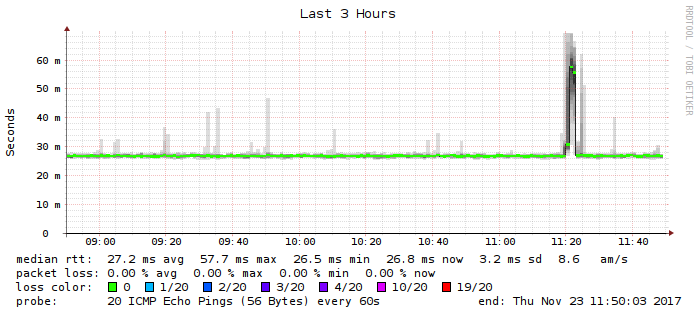 Last 3 Hours
RRDTOOL / TOBI OETIKER
Seconds
60 m
50 m
40 m
30 m
20 m
10 m
0
09:00 09:20 09:40 10:00 10:20 10:40 11:00 11:20 11:40
median rtt: 27.2 ms avg 57.7 ms max 26.5 ms min 26.8 ms now 3.2 ms sd 8.6 am/s
packet loss: 0.00 % avg 0.00 % max 0.00 % min 0.00 % now
loss color: 0 1/20 2/20 3/20 4/20 10/20 19/20
probe: 20 ICMP Echo Pings (56 Bytes) every 60s end: Thu Nov 23 11:50:03 2017